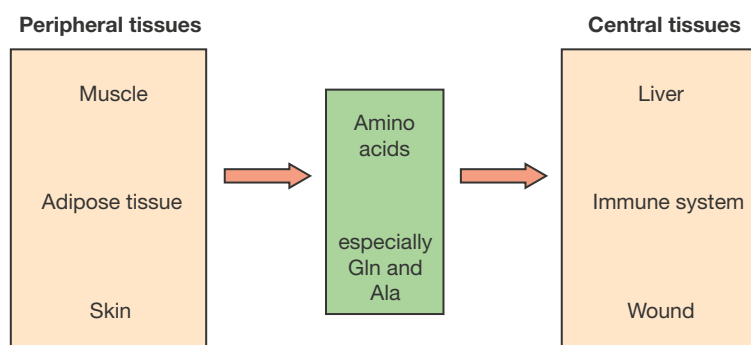 Peripheral tissues
Muscle
Adipose tissue
Skin
Amino
acids
especially
Gln and
Ala
Central tissues
Liver
Immune system
Wound